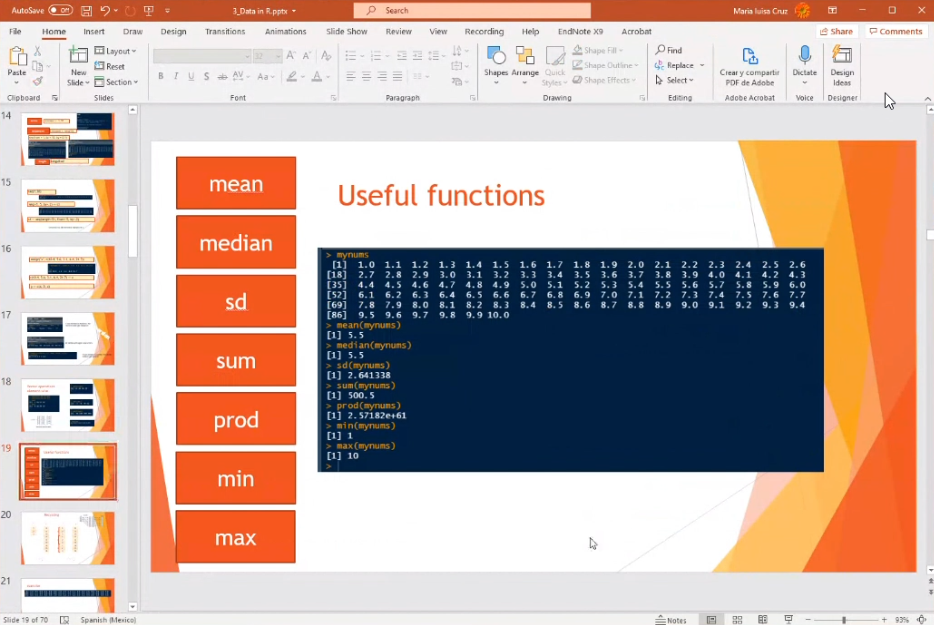 AutoSave Off 3_Data in R.pptx Search Maria luisa Cruz
File Home Insert Draw Design Transitions Animations Slide Show Review View Recording Help EndNote X9 Acrobat Share Comments
Paste
New
Slide
Layout
Reset
Section
32
Shapes
Arrange
Quick
Styles
Shape Fill
Shape Outline
Shape Effects
Find
Replace
Select
Crear y compartir
PDF de Adobe
Dictate
Design
Ideas
Clipboard Slides Font Paragraph Drawing Editing Adobe Acrobat Voice Designer
14
15
16
17
18
19
20
21
mean
median
sd
sum
prod
min
max
Useful functions
> mynums
[1] 1.0 1.1 1.2 1.3 1.4 1.5 1.6 1.7 1.8 1.9 2.0 2.1 2.2 2.3 2.4 2.5 2.6
[18] 2.7 2.8 2.9 3.0 3.1 3.2 3.3 3.4 3.5 3.6 3.7 3.8 3.9 4.0 4.1 4.2 4.3
[35] 4.4 4.5 4.6 4.7 4.8 4.9 5.0 5.1 5.2 5.3 5.4 5.5 5.6 5.7 5.8 5.9 6.0
[52] 6.1 6.2 6.3 6.4 6.5 6.6 6.7 6.8 6.9 7.0 7.1 7.2 7.3 7.4 7.5 7.6 7.7
[69] 7.8 7.9 8.0 8.1 8.2 8.3 8.4 8.5 8.6 8.7 8.8 8.9 9.0 9.1 9.2 9.3 9.4
[86] 9.5 9.6 9.7 9.8 9.9 10.0
> mean(mynums)
[1] 5.5
> median(mynums)
[1] 5.5
> sd(mynums)
[1] 2.641338
> sum(mynums)
[1] 500.5
> prod(mynums)
[1] 2.57182e+61
> min(mynums)
[1] 1
> max(mynums)
[1] 10
>
Slide 19 of 70 Spanish (Mexico) Notes 93%